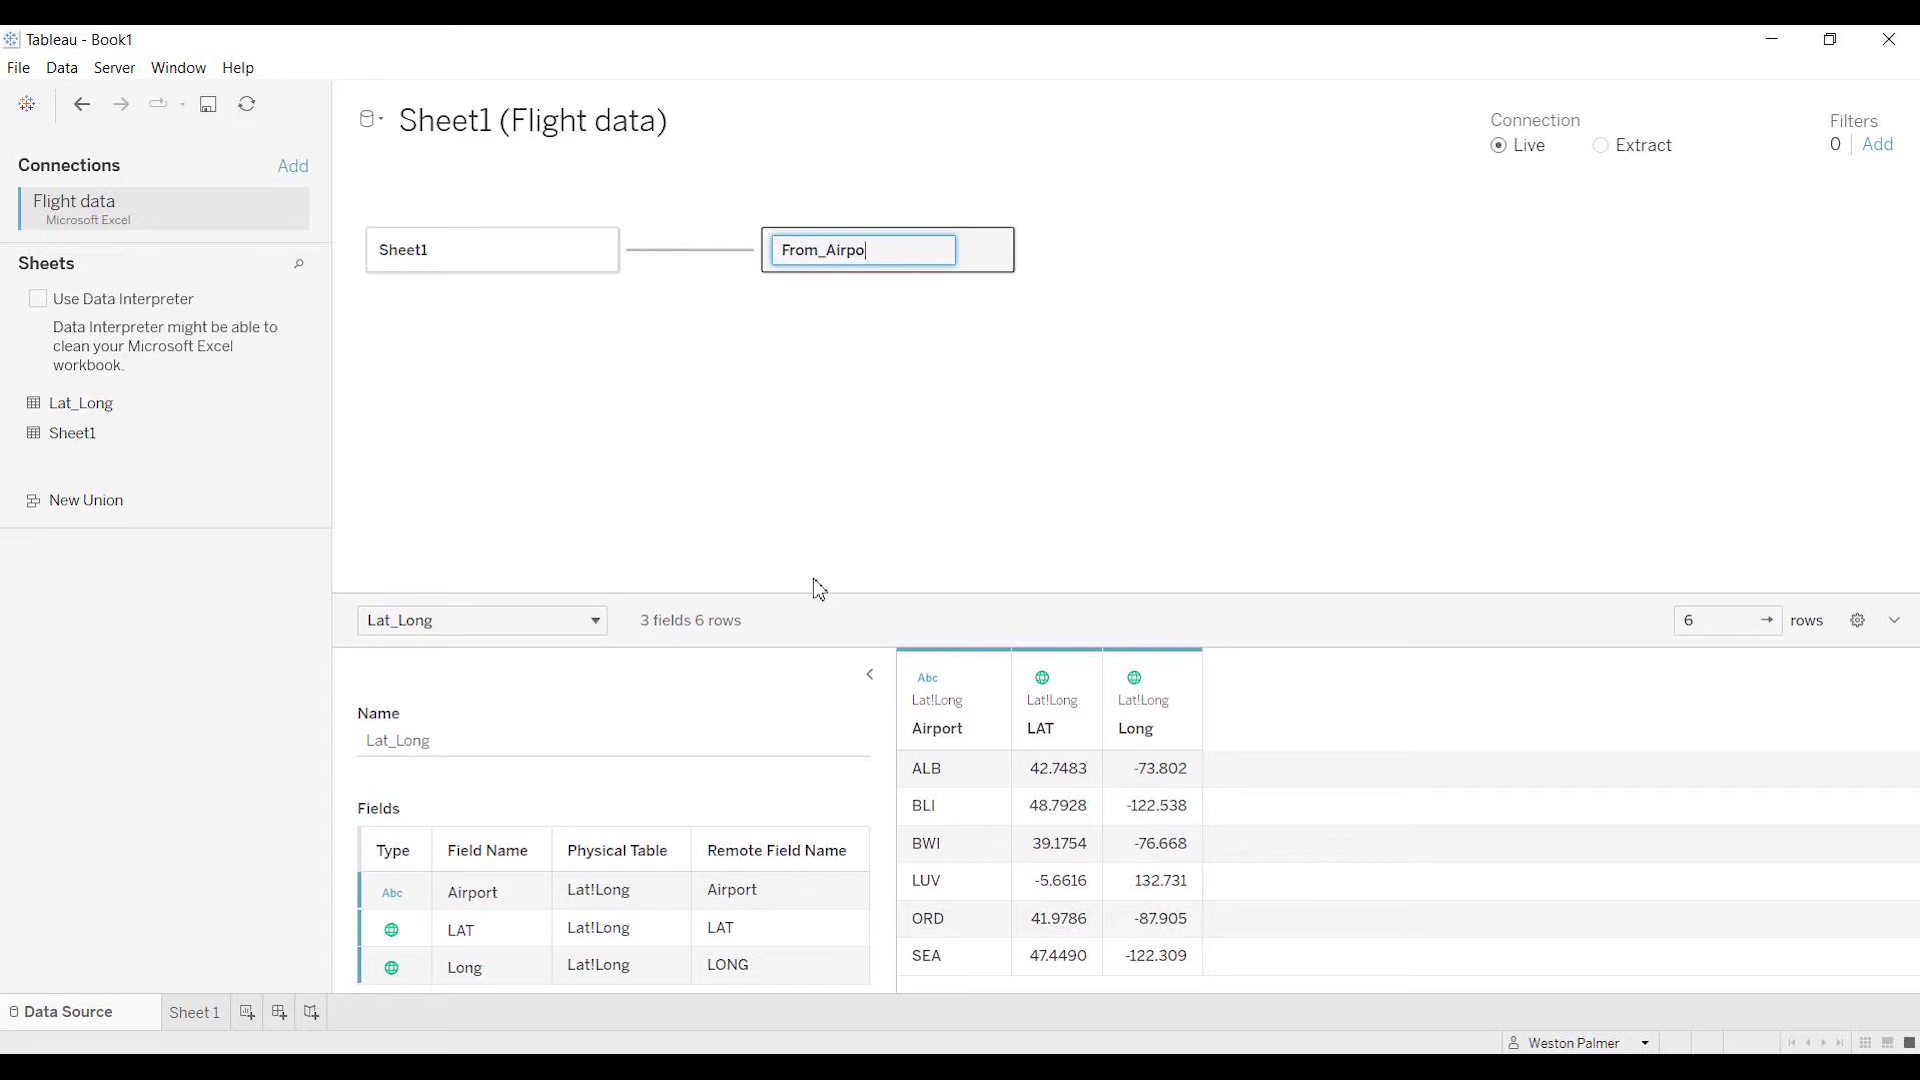 Tableau - Book1
File Data Server Window Help
Connections Add
Flight data
Microsoft Excel
Sheets
Use Data Interpreter
Data Interpreter might be able to
clean your Microsoft Excel
workbook.
Lat_Long
Sheet1
New Union
Sheet1 (Flight data)
Connection
Live Extract
Filters
0 Add
Sheet1
From_Airpo
Lat_Long 3 fields 6 rows
6 rows
Name
Lat_Long
Fields
Type Field Name Physical Table Remote Field Name
Abc Airport Lat!Long Airport
LAT Lat!Long LAT
Long Lat!Long LONG
Abc
Lat!Long Lat!Long Lat!Long
Airport LAT Long
ALB 42.7483 -73.802
BLI 48.7928 -122.538
BWI 39.1754 -76.668
LUV -5.6616 132.731
ORD 41.9786 -87.905
SEA 47.4490 -122.309
Data Source Sheet 1
Weston Palmer